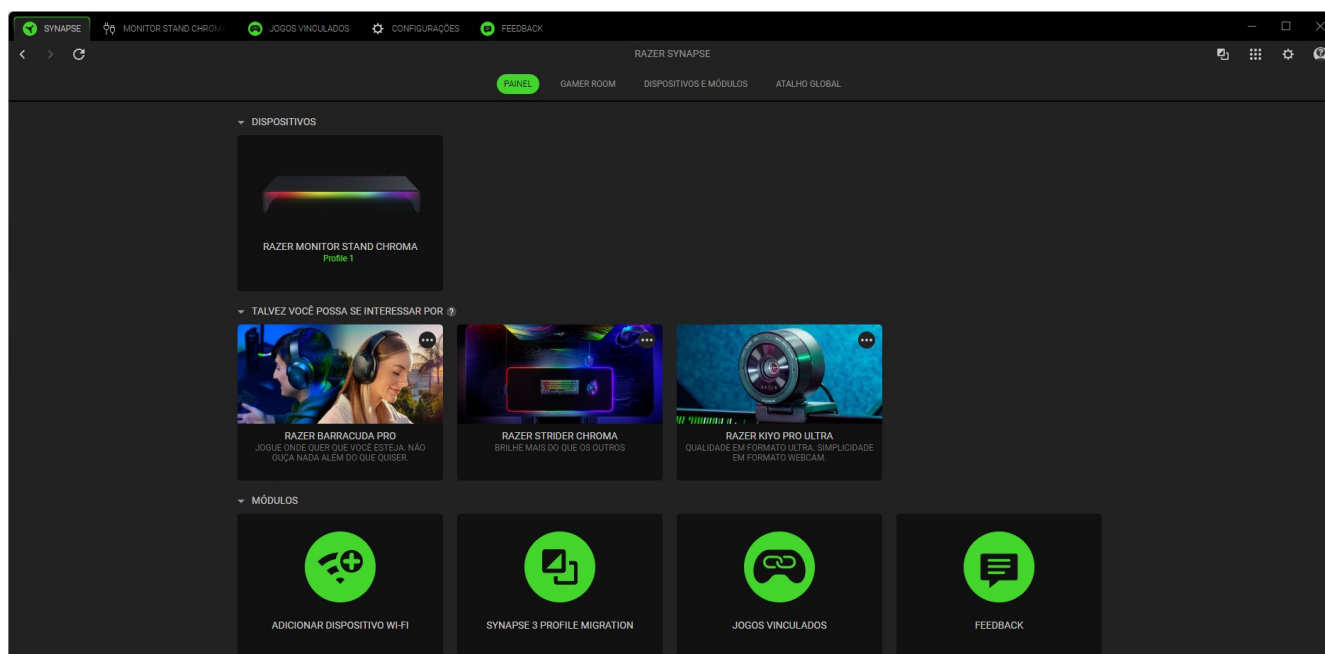 SYNAPSE
MONITOR STAND CHROMA
JOGOS VINCULADOS
CONFIGURAÇÕES
FEEDBACK
RAZER SYNAPSE
PAINEL
GAMER ROOM
DISPOSITIVOS E MÓDULOS
ATALHO GLOBAL
DISPOSITIVOS
RAZER MONITOR STAND CHROMA
Profile 1
TALVEZ VOCÊ POSSA SE INTERESSAR POR ?
RAZER BARRACUDA PRO
JOGUE ONDE QUER QUE VOCÊ ESTEJA. NÃO
OUÇA NADA ALÉM DO QUE QUISER.
RAZER STRIDER CHROMA
BRILHE MAIS DO QUE OS OUTROS
RAZER KIYO PRO ULTRA
QUALIDADE EM FORMATO ULTRA. SIMPLICIDADE
EM FORMATO WEBCAM.
MÓDULOS
ADICIONAR DISPOSITIVO WI-FI
SYNAPSE 3 PROFILE MIGRATION
JOGOS VINCULADOS
FEEDBACK